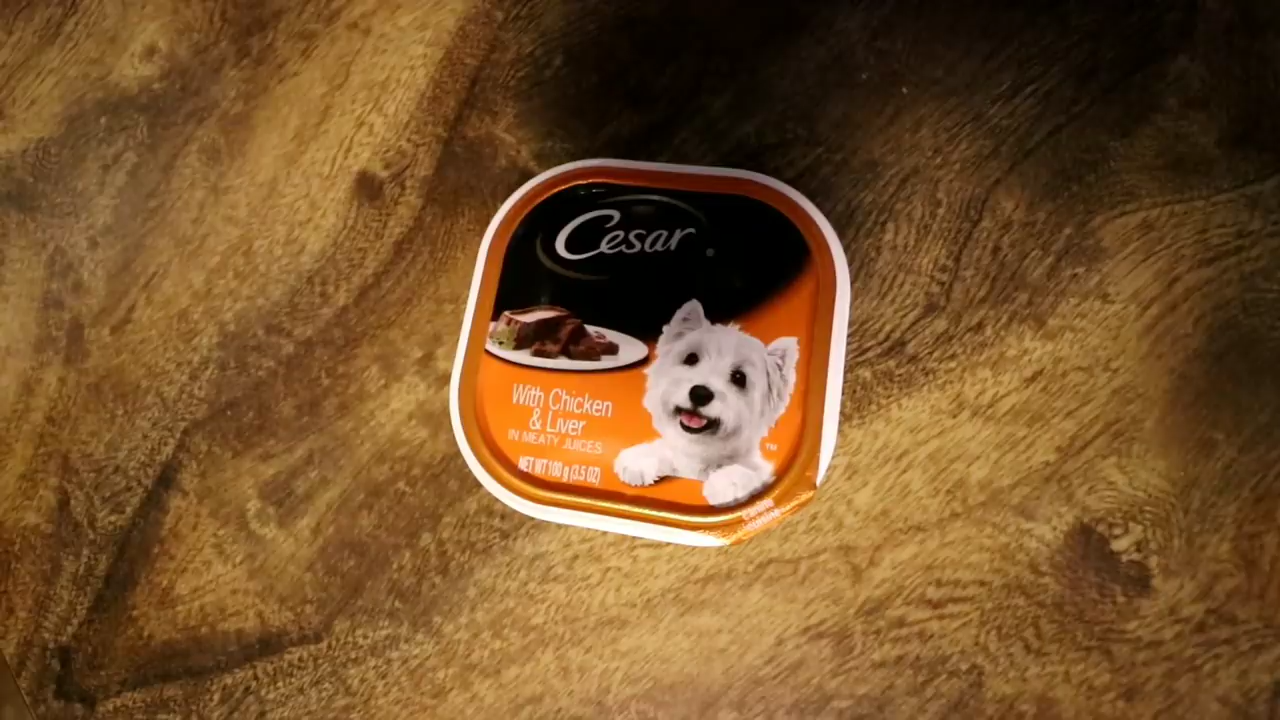 Cesar
With Chicken
& Liver
IN MEATY JUICES
NET WT 100 g (3.5 OZ)
TM